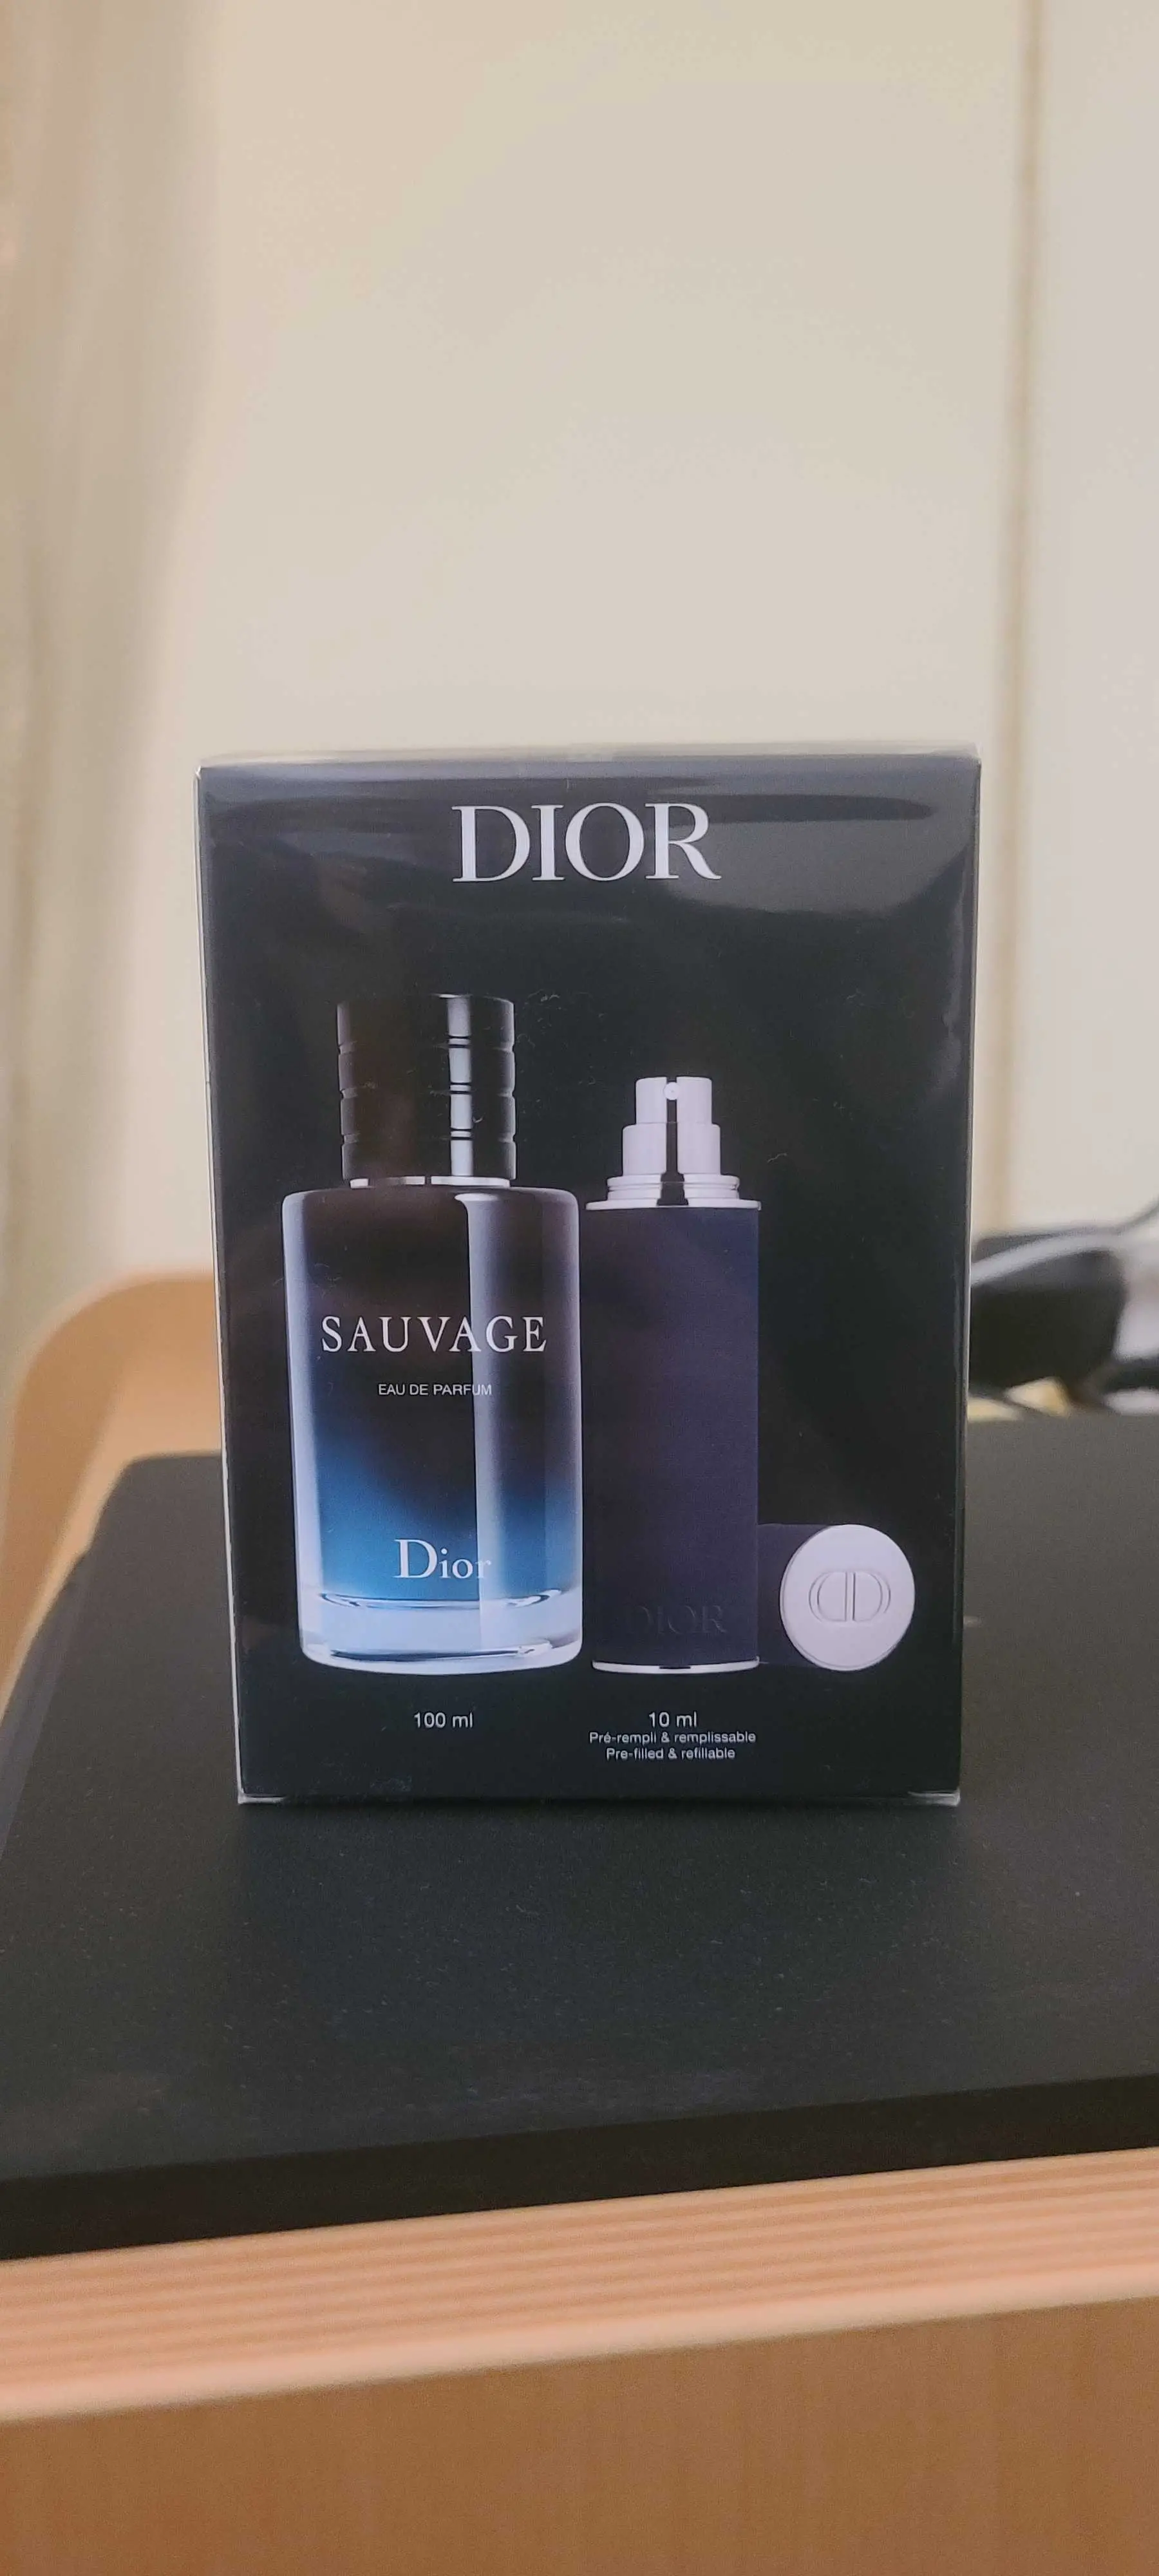 DIOR
SAUVAGE
EAU DE PARFUM
Dior
DIOR
100 ml
10 ml
Pré-rempli & remplissable
Pre-filled & refillable